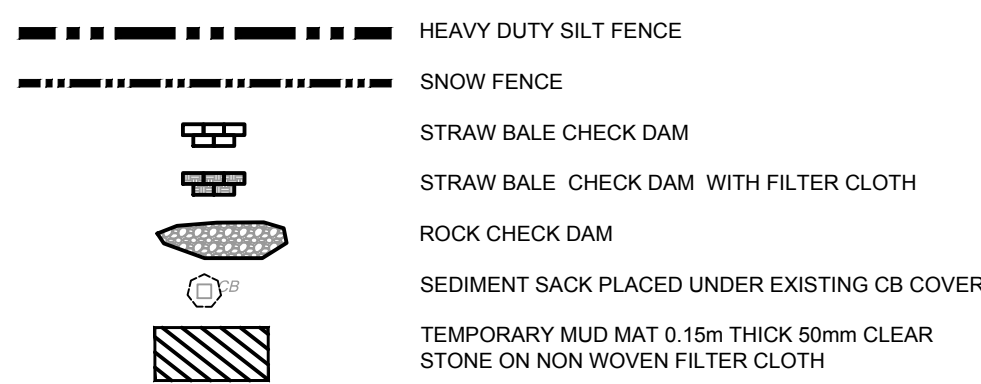 HEAVY DUTY SILT FENCE
SNOW FENCE
STRAW BALE CHECK DAM
STRAW BALE CHECK DAM WITH FILTER CLOTH
ROCK CHECK DAM
CB SEDIMENT SACK PLACED UNDER EXISTING CB COVER
TEMPORARY MUD MAT 0.15m THICK 50mm CLEAR
STONE ON NON WOVEN FILTER CLOTH